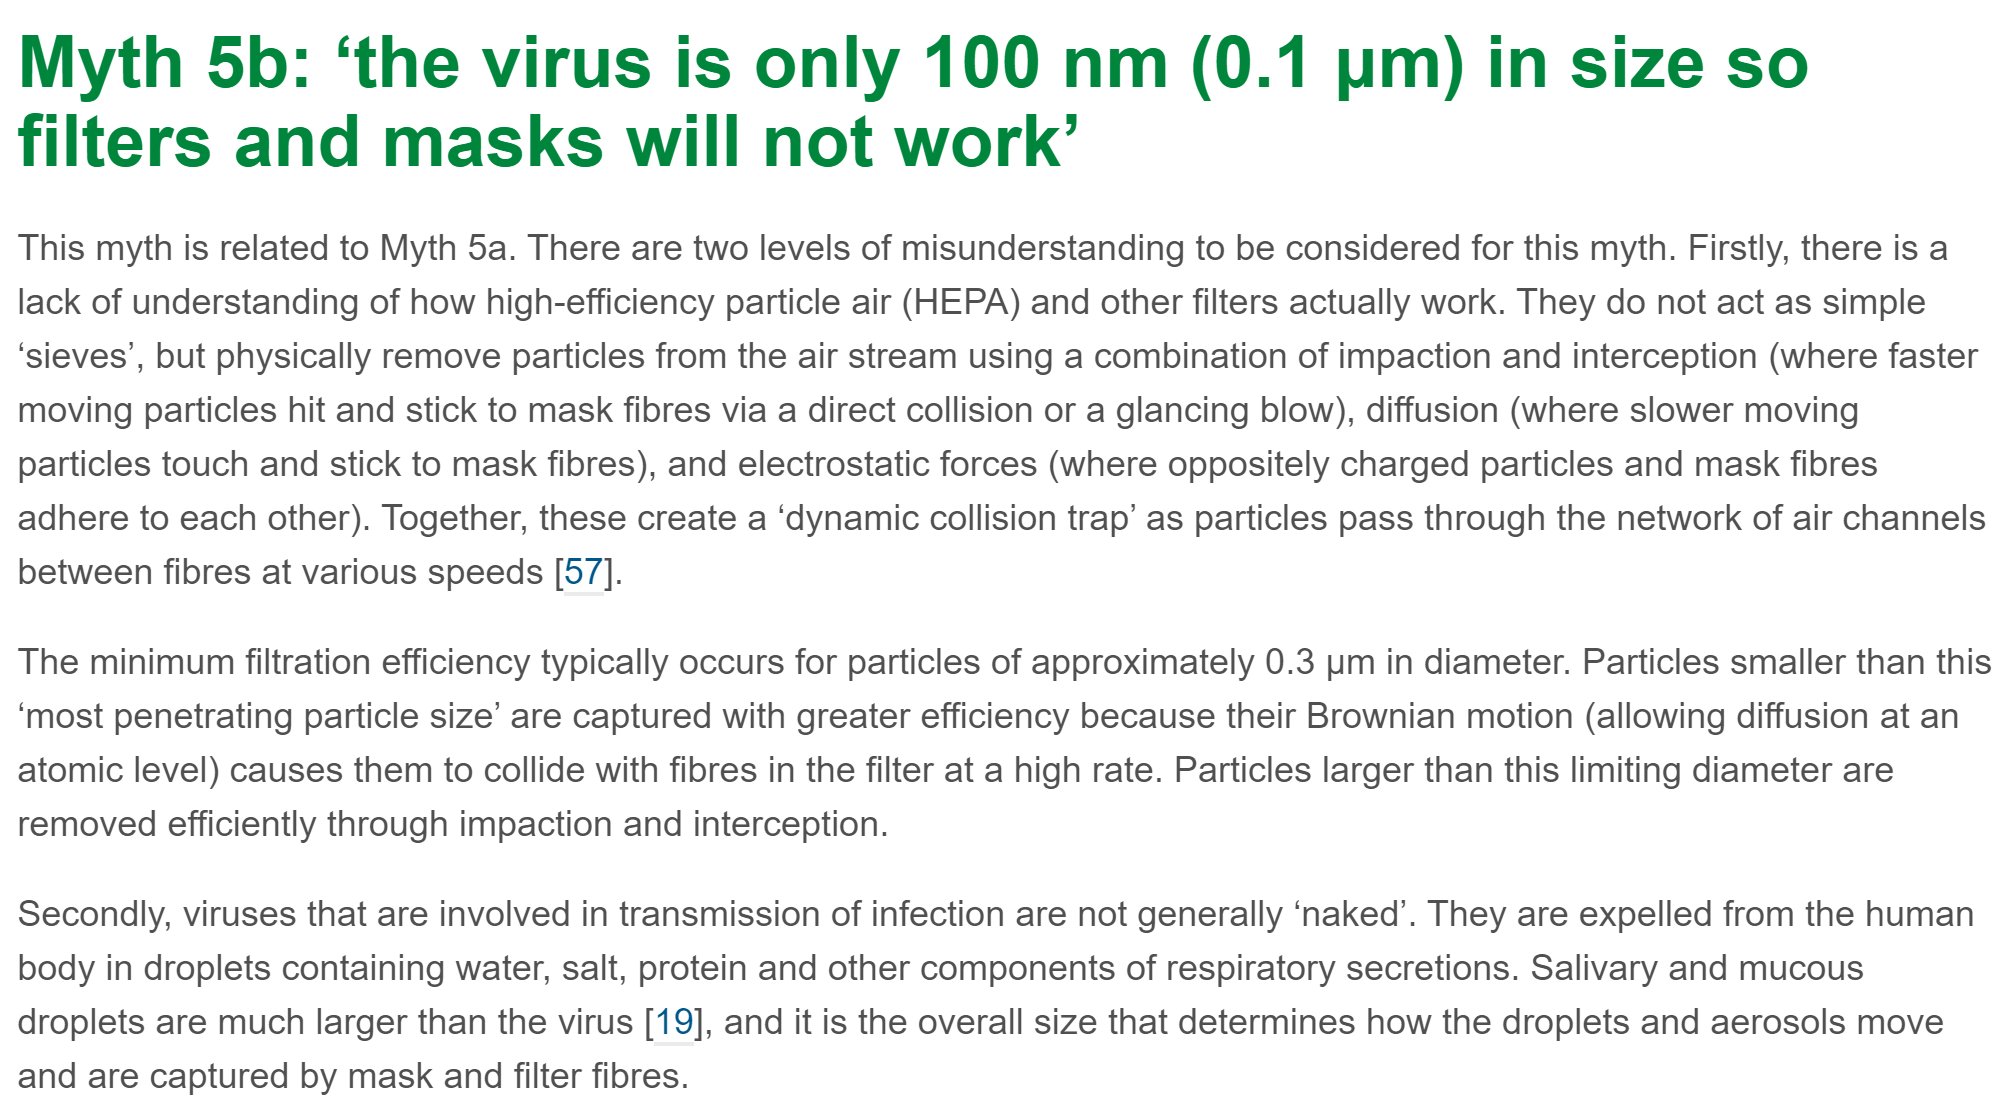 Myth 5b: ‘the virus is only 100 nm (0.1 μm) in size so
filters and masks will not work’
This myth is related to Myth 5a. There are two levels of misunderstanding to be considered for this myth. Firstly, there is a
lack of understanding of how high-efficiency particle air (HEPA) and other filters actually work. They do not act as simple
‘sieves’, but physically remove particles from the air stream using a combination of impaction and interception (where faster
moving particles hit and stick to mask fibres via a direct collision or a glancing blow), diffusion (where slower moving
particles touch and stick to mask fibres), and electrostatic forces (where oppositely charged particles and mask fibres
adhere to each other). Together, these create a ‘dynamic collision trap’ as particles pass through the network of air channels
between fibres at various speeds [57].
The minimum filtration efficiency typically occurs for particles of approximately 0.3 μm in diameter. Particles smaller than this
‘most penetrating particle size’ are captured with greater efficiency because their Brownian motion (allowing diffusion at an
atomic level) causes them to collide with fibres in the filter at a high rate. Particles larger than this limiting diameter are
removed efficiently through impaction and interception.
Secondly, viruses that are involved in transmission of infection are not generally ‘naked’. They are expelled from the human
body in droplets containing water, salt, protein and other components of respiratory secretions. Salivary and mucous
droplets are much larger than the virus [19], and it is the overall size that determines how the droplets and aerosols move
and are captured by mask and filter fibres.